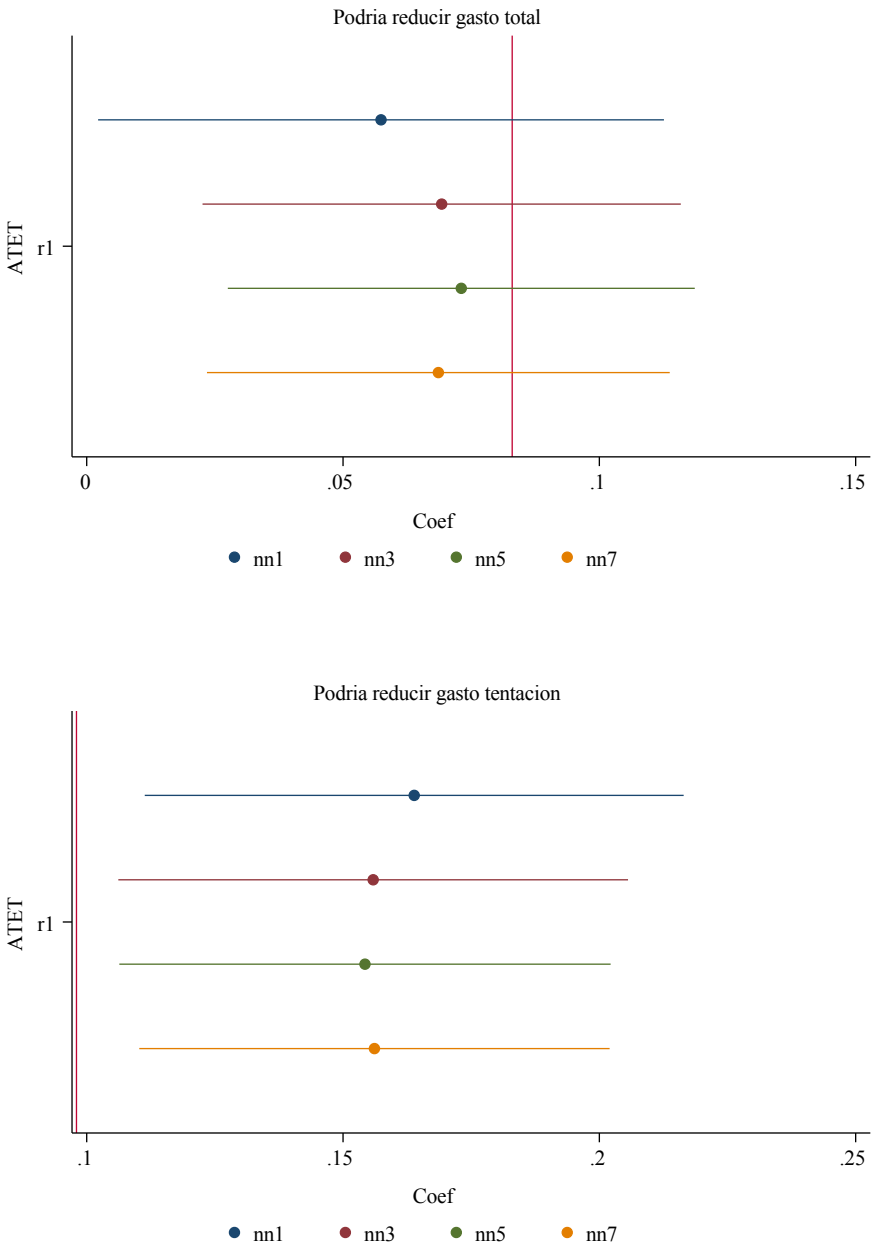 Podria reducir gasto total
ATET
r1
0 .05 .1 .15
Coef
nn1 nn3 nn5 nn7
Podria reducir gasto tentacion
ATET
r1
.1 .15 .2 .25
Coef
nn1 nn3 nn5 nn7